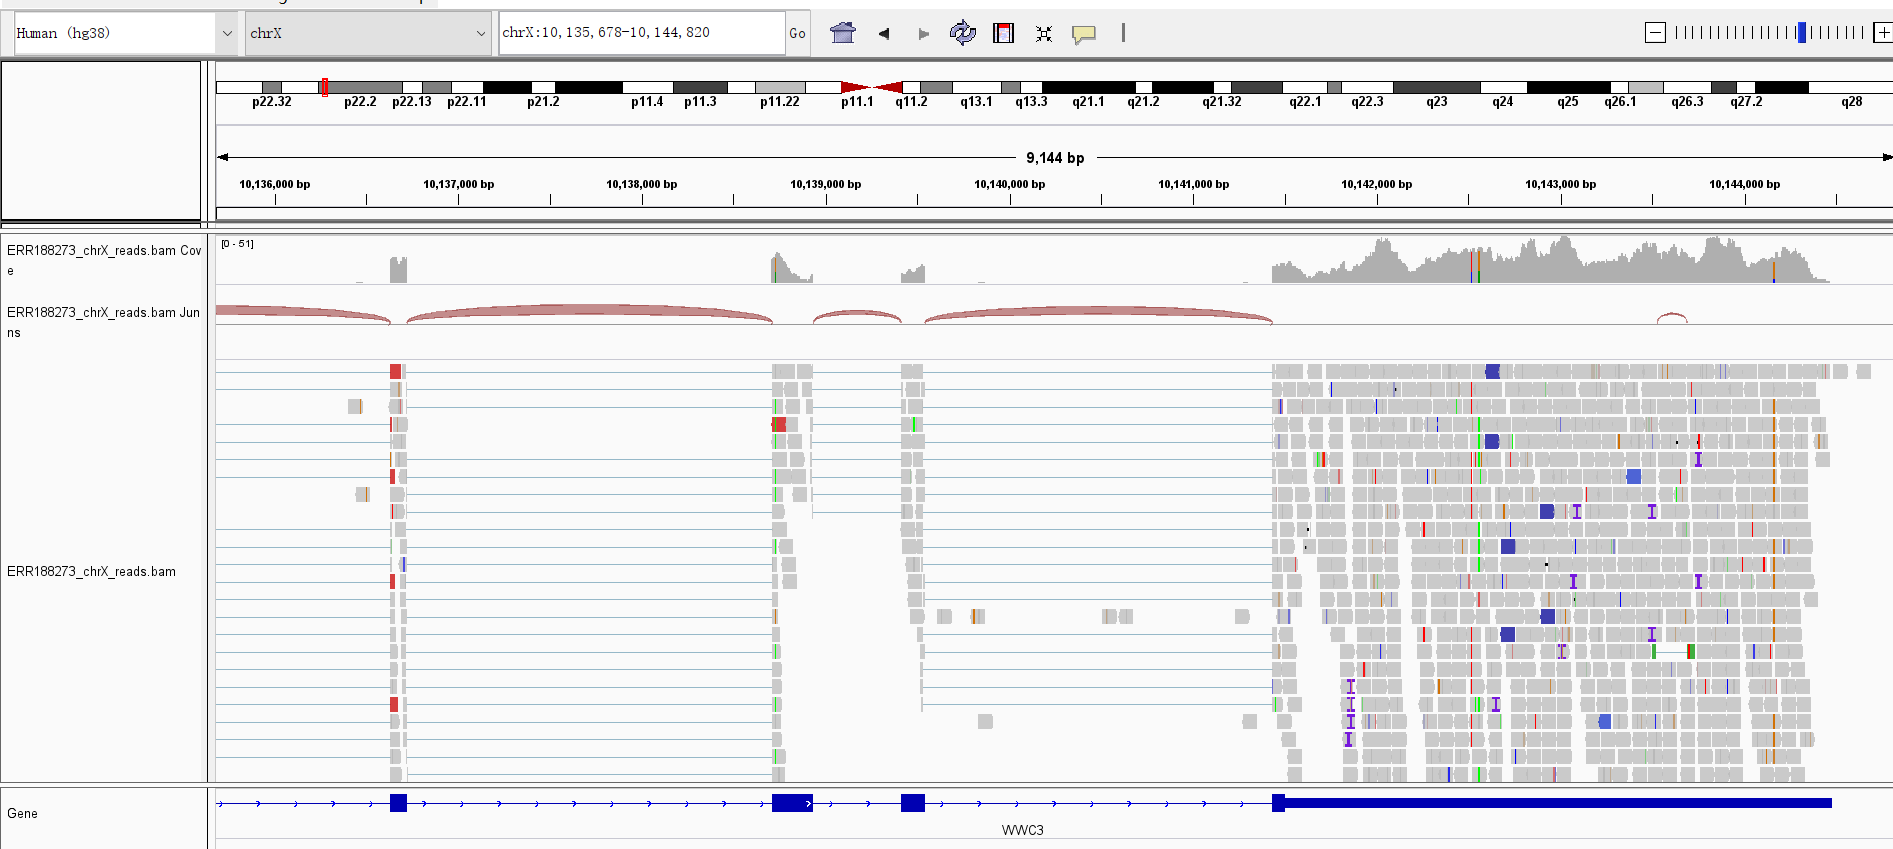 Human (hg38)
chrX
chrX:10,135,678-10,144,820
Go
p22.32 p22.2 p22.13 p22.11 p21.2 p11.4 p11.3 p11.22 p11.1 q11.2 q13.1 q13.3 q21.1 q21.2 q21.32 q22.1 q22.3 q23 q24 q25 q26.1 q26.3 q27.2 q28
9,144 bp
10,136,000 bp 10,137,000 bp 10,138,000 bp 10,139,000 bp 10,140,000 bp 10,141,000 bp 10,142,000 bp 10,143,000 bp 10,144,000 bp
ERR188273_chrX_reads.bam Cov
e
[0 - 51]
ERR188273_chrX_reads.bam Jun
ns
ERR188273_chrX_reads.bam
Gene
WWC3